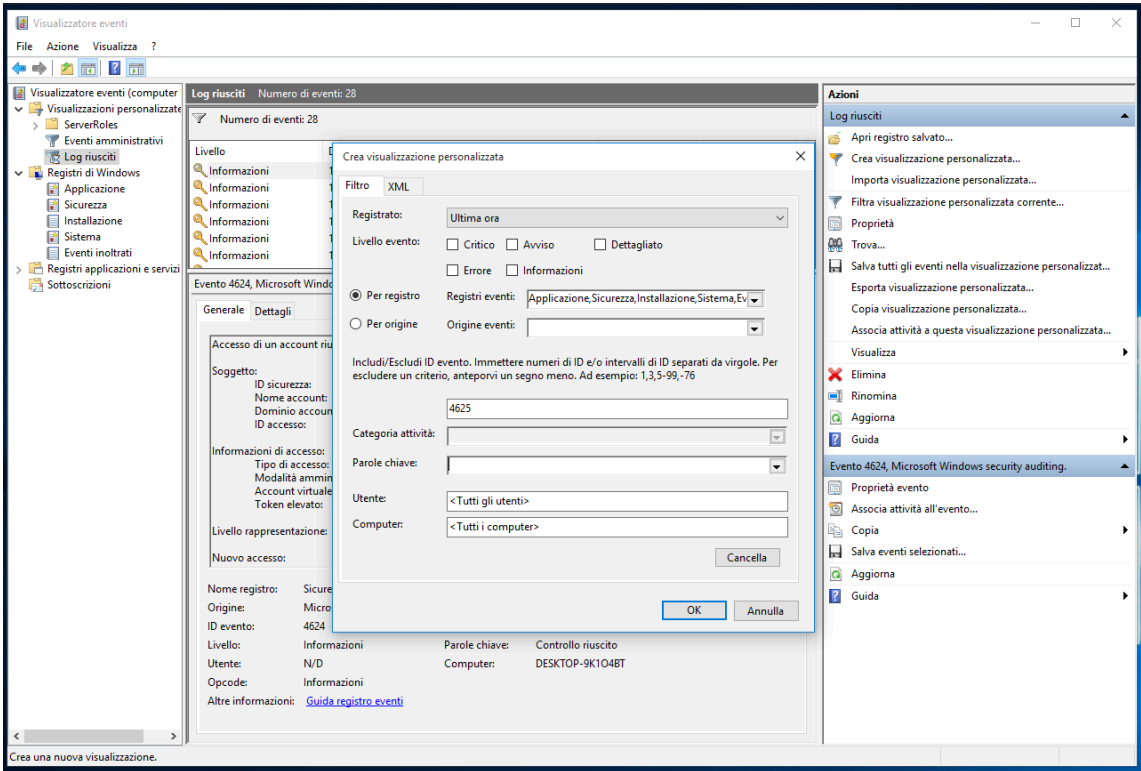 Visualizzatore eventi
File Azione Visualizza ?
Visualizzatore eventi (computer
Visualizzazioni personalizzate
ServerRoles
Eventi amministrativi
Log riusciti
Registri di Windows
Applicazione
Sicurezza
Installazione
Sistema
Eventi inoltrati
Registri applicazioni e servizi
Sottoscrizioni
Log riusciti Numero di eventi: 28
Numero di eventi: 28
Livello
Informazioni
Informazioni
Informazioni
Informazioni
Informazioni
Informazioni
Evento 4624, Microsoft Windo
Generale Dettagli
Accesso di un account riu
Soggetto:
ID sicurezza:
Nome account:
Dominio accoun
ID accesso:
Informazioni di accesso:
Tipo di accesso:
Modalità ammin
Account virtuale
Token elevato:
Livello rappresentazione:
Nuovo accesso:
Nome registro: Sicure
Origine: Micro
ID evento: 4624
Livello: Informazioni Parole chiave: Controllo riuscito
Utente: N/D Computer: DESKTOP-9K1O4BT
Opcode: Informazioni
Altre informazioni: Guida registro eventi
Crea visualizzazione personalizzata
Filtro XML
Registrato: Ultima ora
Livello evento: Critico Avviso Dettagliato
Errore Informazioni
Per registro Registri eventi: Applicazione,Sicurezza,Installazione,Sistema,Ev
Per origine Origine eventi:
Includi/Escludi ID evento. Immettere numeri di ID e/o intervalli di ID separati da virgole. Per
escludere un criterio, anteporvi un segno meno. Ad esempio: 1,3,5-99,-76
4625
Categoria attività:
Parole chiave:
Utente: <Tutti gli utenti>
Computer: <Tutti i computer>
Cancella
OK Annulla
Azioni
Log riusciti
Apri registro salvato...
Crea visualizzazione personalizzata...
Importa visualizzazione personalizzata...
Filtra visualizzazione personalizzata corrente...
Proprietà
Trova...
Salva tutti gli eventi nella visualizzazione personalizzat...
Esporta visualizzazione personalizzata...
Copia visualizzazione personalizzata...
Associa attività a questa visualizzazione personalizzata...
Visualizza
Elimina
Rinomina
Aggiorna
Guida
Evento 4624, Microsoft Windows security auditing.
Proprietà evento
Associa attività all'evento...
Copia
Salva eventi selezionati...
Aggiorna
Guida
Crea una nuova visualizzazione.